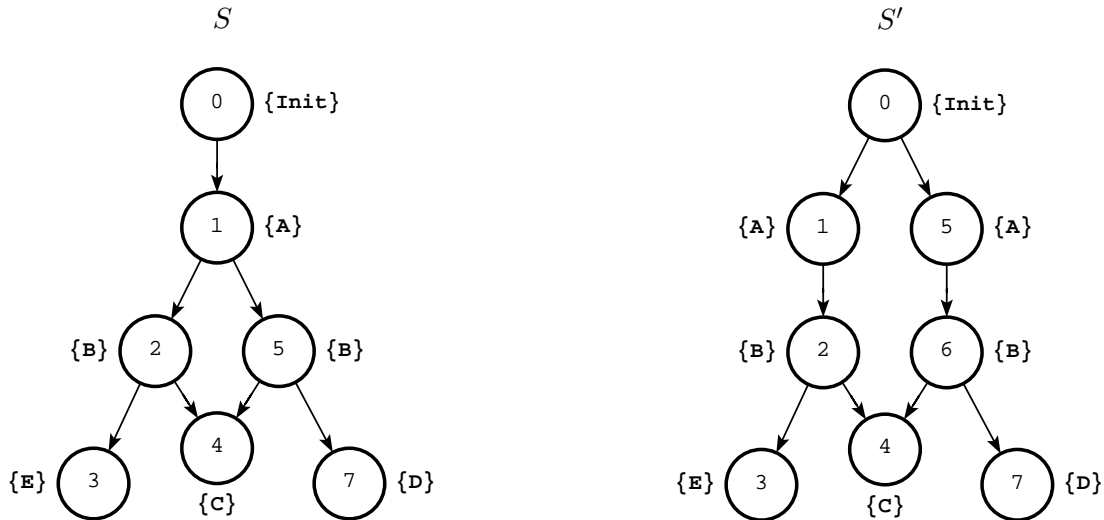 S
S′
0 {Init}
0 {Init}
1 {A}
{A} 1
5 {A}
{B} 2
5 {B}
{B} 2
6 {B}
{E} 3
4
7 {D}
{C}
{E} 3
4
7 {D}
{C}